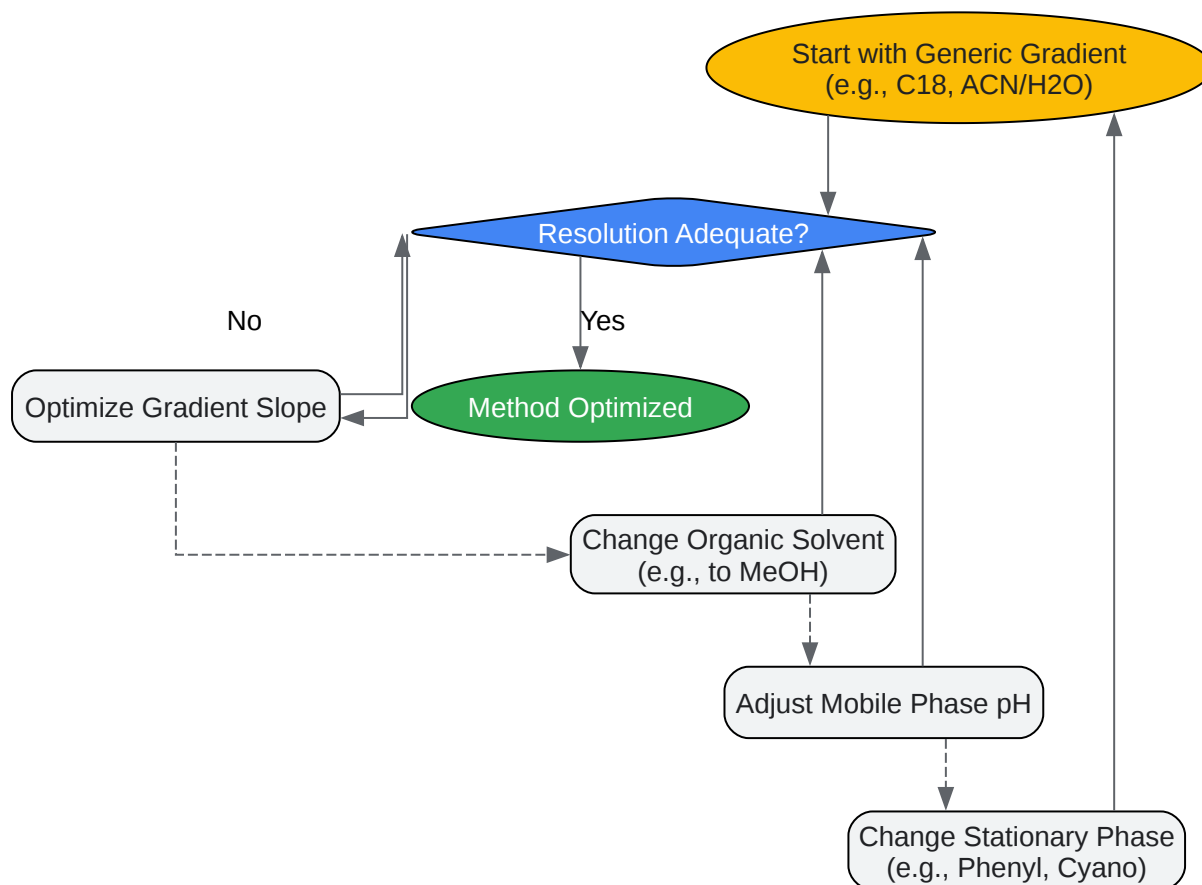 Start with Generic Gradient
(e.g., C18, ACN/H2O)
Resolution Adequate?
No
Yes
Optimize Gradient Slope
Method Optimized
Change Organic Solvent
(e.g., to MeOH)
Adjust Mobile Phase pH
Change Stationary Phase
(e.g., Phenyl, Cyano)